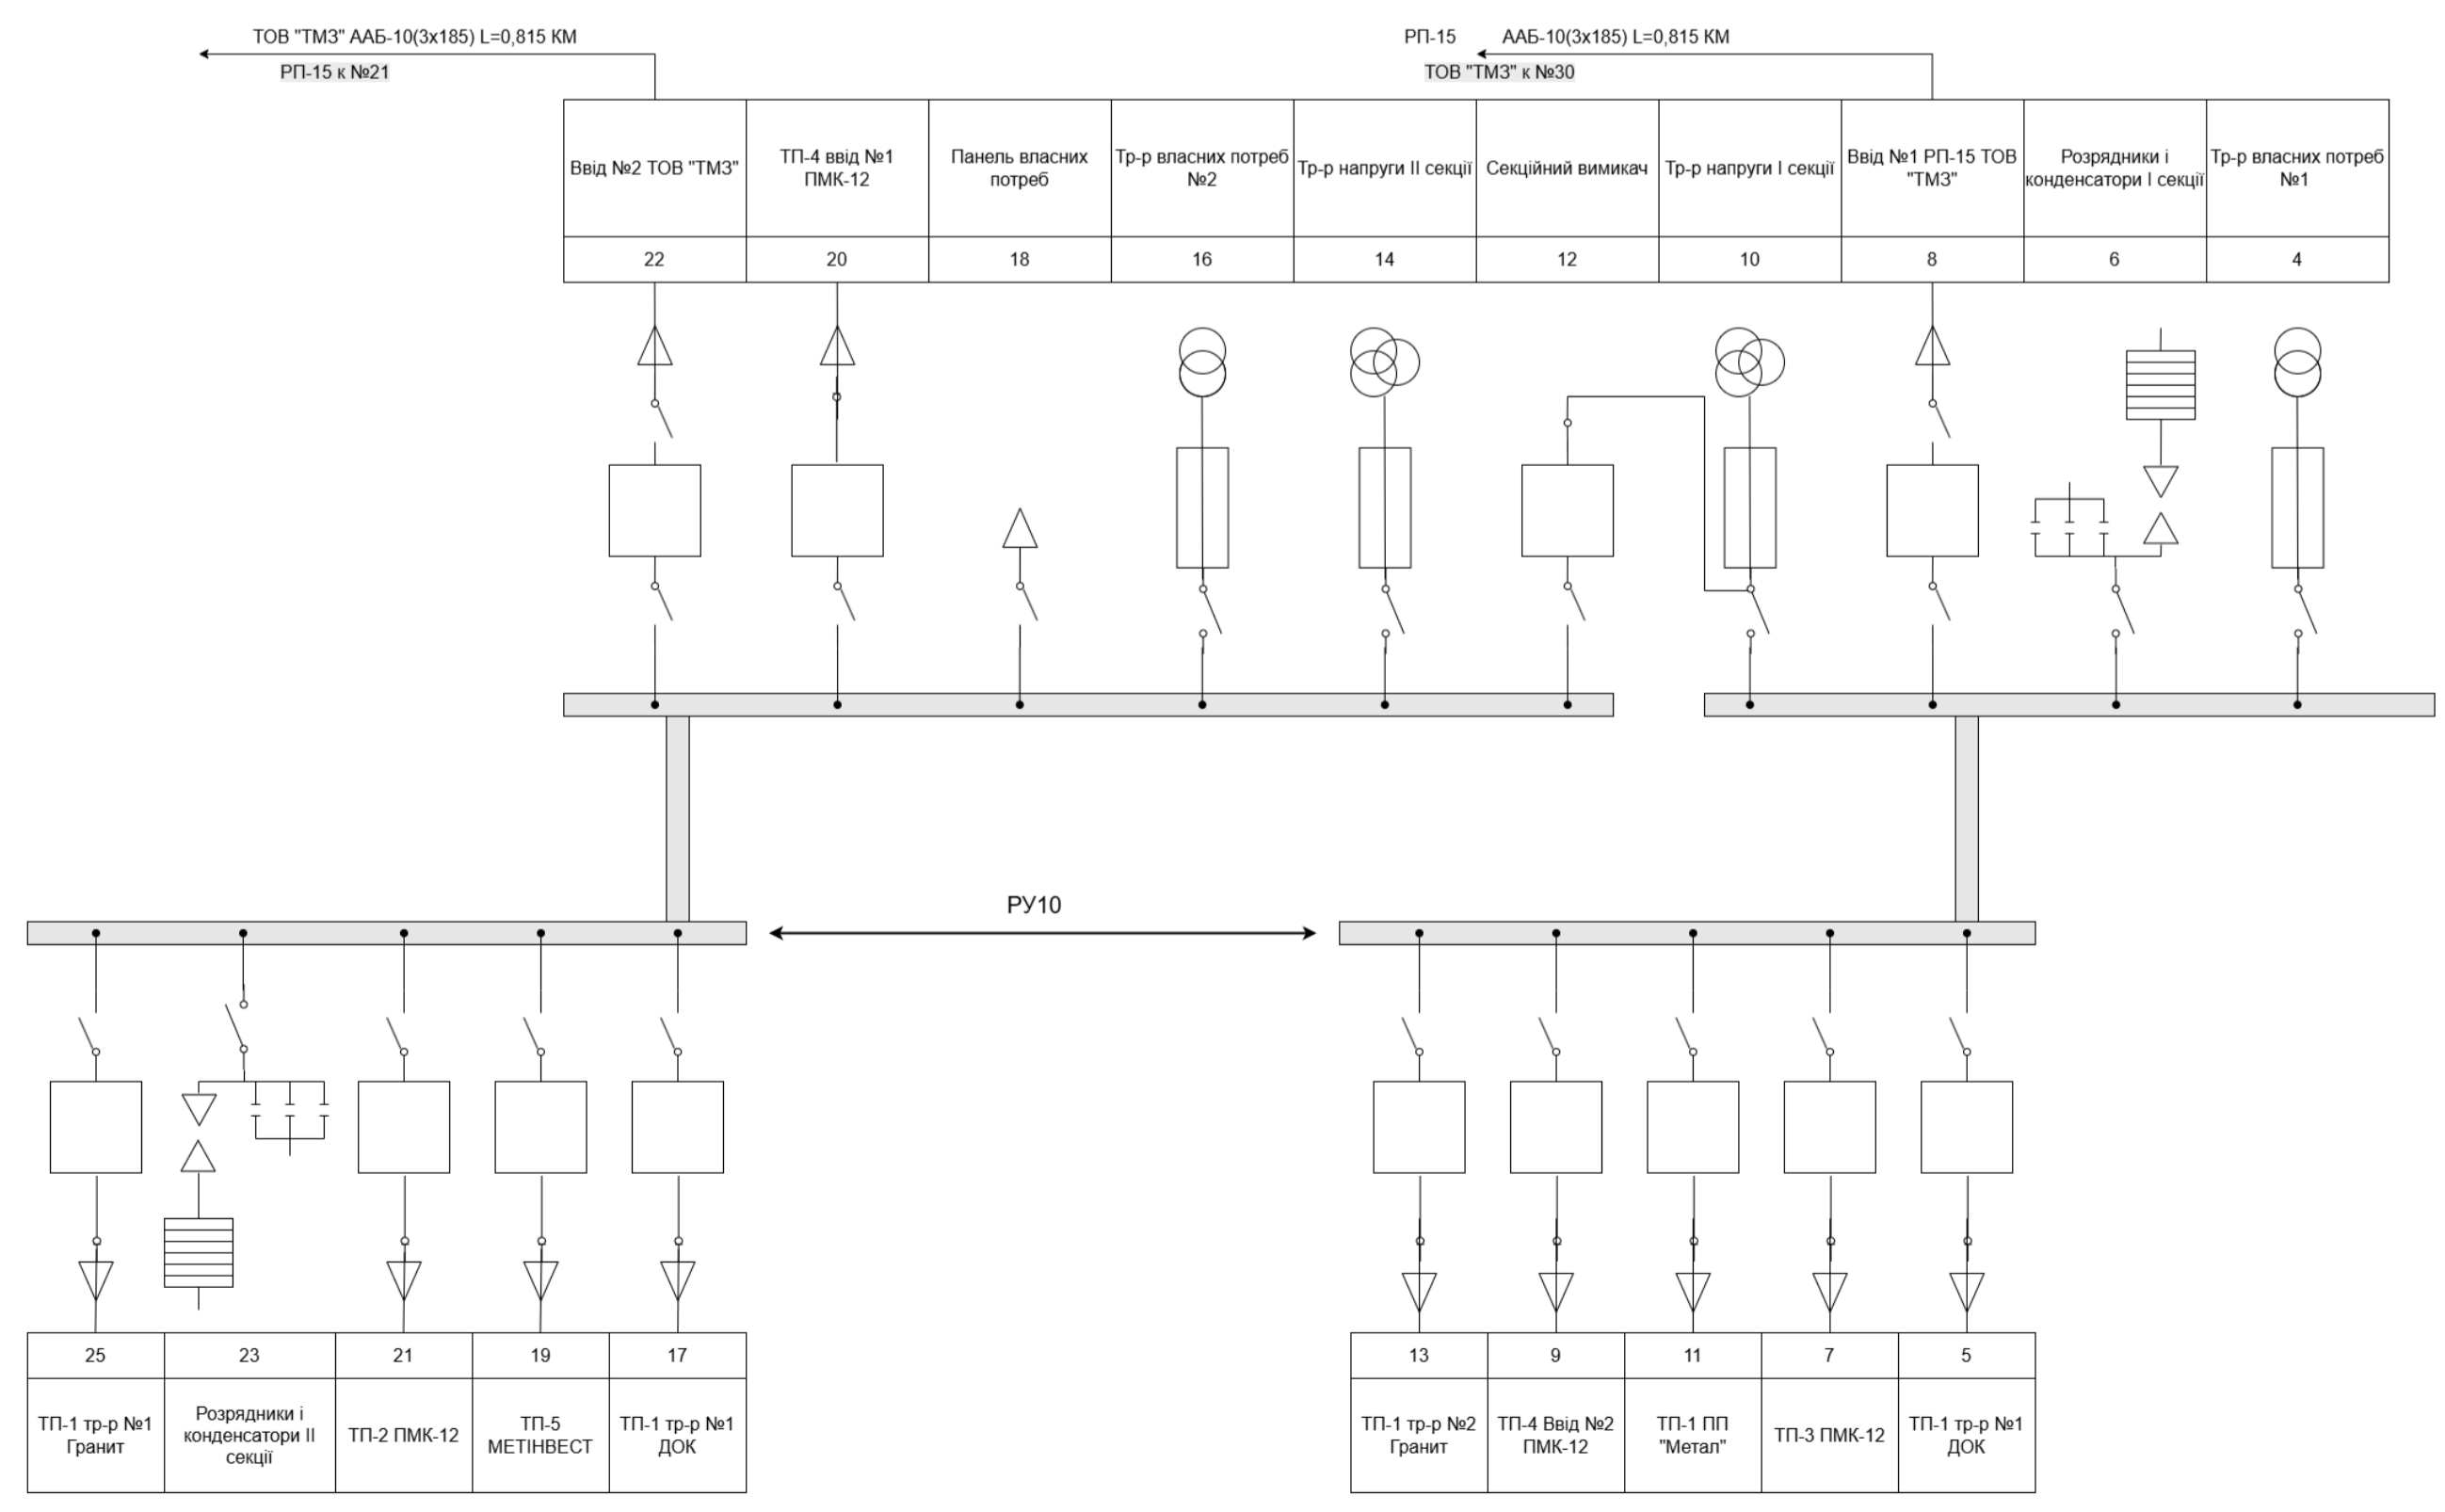 ТОВ "ТМЗ" ААБ-10(3х185) L=0,815 КМ
РП-15 к №21
РП-15 ААБ-10(3х185) L=0,815 КМ
ТОВ "ТМЗ" к №30
Ввід №2 ТОВ "ТМЗ"
ТП-4 ввід №1
ПМК-12
Панель власних
потреб
Тр-р власних потреб
№2
Тр-р напруги II секції
Секційний вимикач
Тр-р напруги I секції
Ввід №1 РП-15 ТОВ
"ТМЗ"
Розрядники і
конденсатори I секції
Тр-р власних потреб
№1
22
20
18
16
14
12
10
8
6
4
РУ10
25
23
21
19
17
ТП-1 тр-р №1
Гранит
Розрядники і
конденсатори II
секції
ТП-2 ПМК-12
ТП-5
МЕТІНВЕСТ
ТП-1 тр-р №1
ДОК
13
9
11
7
5
ТП-1 тр-р №2
Гранит
ТП-4 Ввід №2
ПМК-12
ТП-1 ПП
"Метал"
ТП-3 ПМК-12
ТП-1 тр-р №1
ДОК